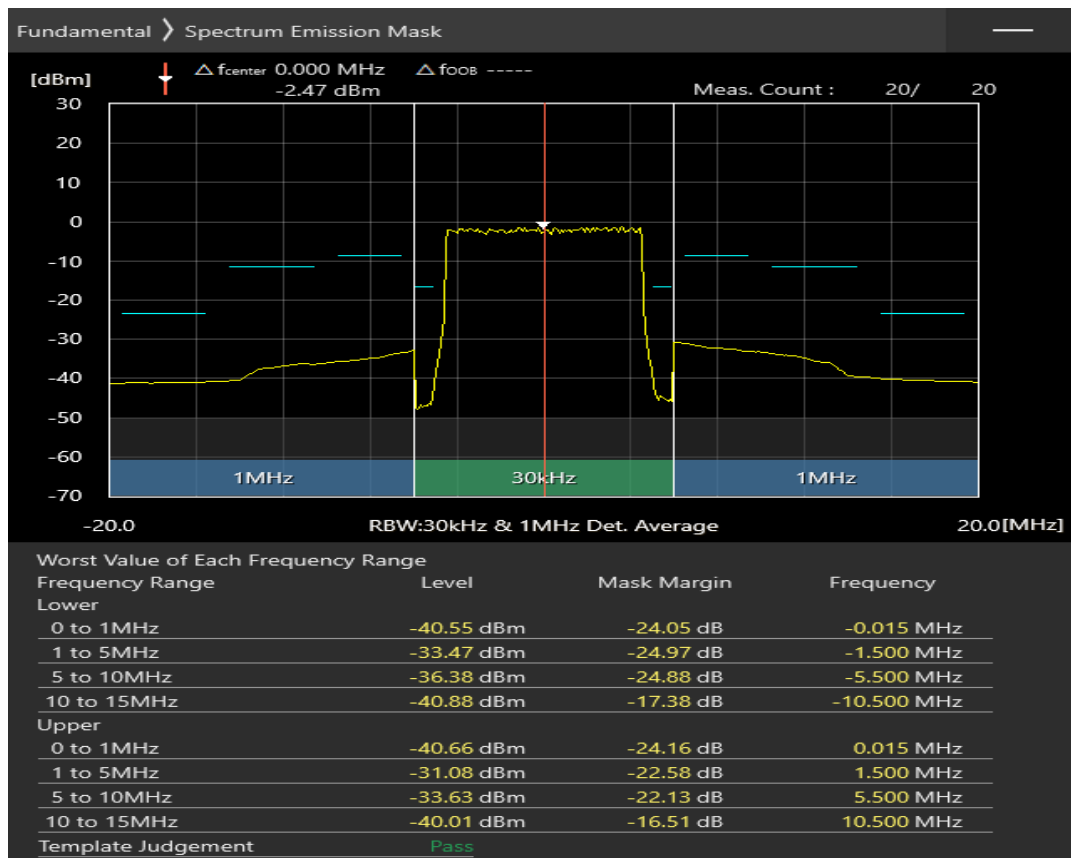 Fundamental ❯ Spectrum Emission Mask
[dBm] △ fcenter 0.000 MHz △ fOOB -----
-2.47 dBm Meas. Count : 20/ 20
30
20
10
0
-10
-20
-30
-40
-50
-60
-70
1MHz 30kHz 1MHz
-20.0 RBW:30kHz & 1MHz Det. Average 20.0[MHz]
Worst Value of Each Frequency Range
Frequency Range Level Mask Margin Frequency
Lower
0 to 1MHz -40.55 dBm -24.05 dB -0.015 MHz
1 to 5MHz -33.47 dBm -24.97 dB -1.500 MHz
5 to 10MHz -36.38 dBm -24.88 dB -5.500 MHz
10 to 15MHz -40.88 dBm -17.38 dB -10.500 MHz
Upper
0 to 1MHz -40.66 dBm -24.16 dB 0.015 MHz
1 to 5MHz -31.08 dBm -22.58 dB 1.500 MHz
5 to 10MHz -33.63 dBm -22.13 dB 5.500 MHz
10 to 15MHz -40.01 dBm -16.51 dB 10.500 MHz
Template Judgement Pass